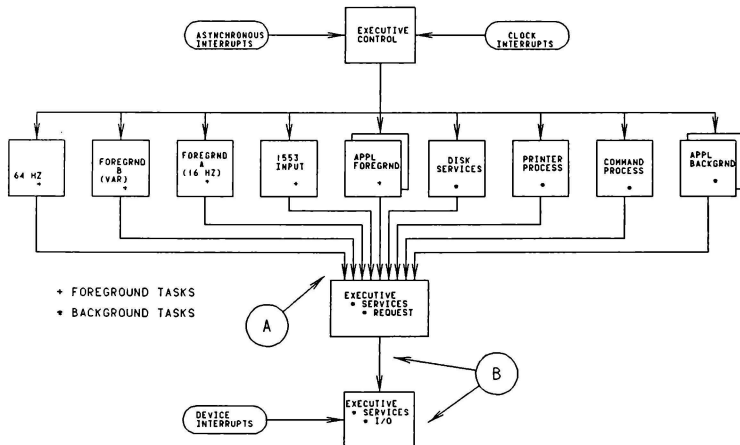 ASYNCHRONOUS
INTERRUPTS
EXECUTIVE
CONTROL
CLOCK
INTERRUPTS
64 HZ
+
FOREGRND
B
(VAR)
+
FOREGRND
A
(16 HZ)
+
1553
INPUT
+
APPL
FOREGRND
+
DISK
SERVICES
*
PRINTER
PROCESS
*
COMMAND
PROCESS
*
APPL
BACKGRND
*
+ FOREGROUND TASKS
* BACKGROUND TASKS
A
EXECUTIVE
* SERVICES
* REQUEST
B
DEVICE
INTERRUPTS
EXECUTIVE
* SERVICES
* I/O